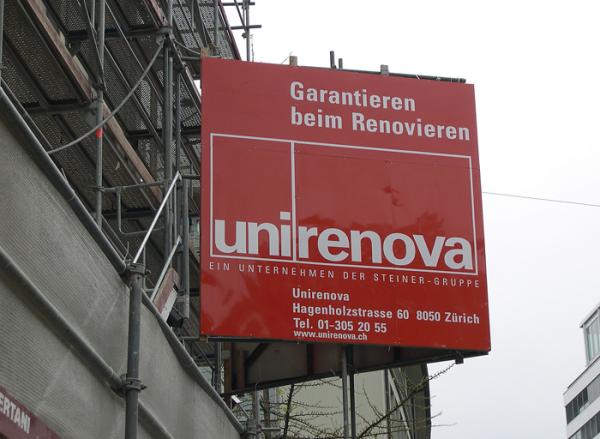 Garantieren
beim Renovieren
unirenova
EIN UNTERNEHMEN DER STEINER-GRUPPE
Unirenova
Hagenholzstrasse 60 8050 Zürich
Tel. 01-305 20 55
www.unirenova.ch